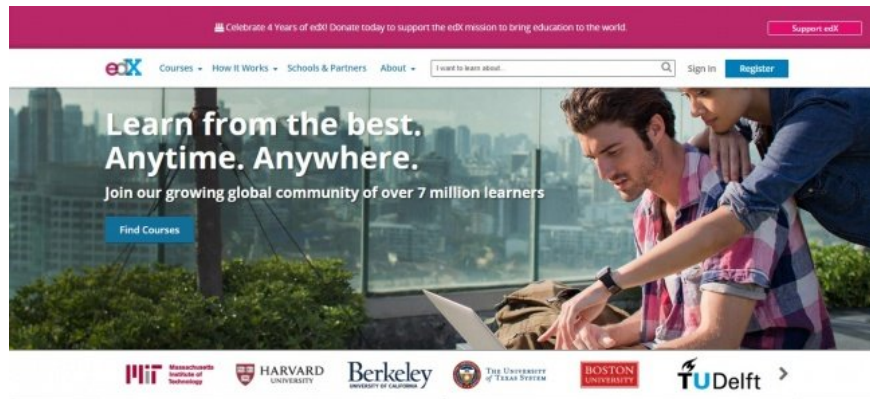 Celebrate 4 Years of edX! Donate today to support the edX mission to bring education to the world.
Support edX
edX
Courses
How It Works
Schools & Partners
About
I want to learn about...
Sign In
Register
Learn from the best.
Anytime. Anywhere.
Join our growing global community of over 7 million learners
Find Courses
MIT
Massachusetts
Institute of
Technology
HARVARD
UNIVERSITY
Berkeley
UNIVERSITY OF CALIFORNIA
THE UNIVERSITY
of TEXAS SYSTEM
BOSTON
UNIVERSITY
TUDelft